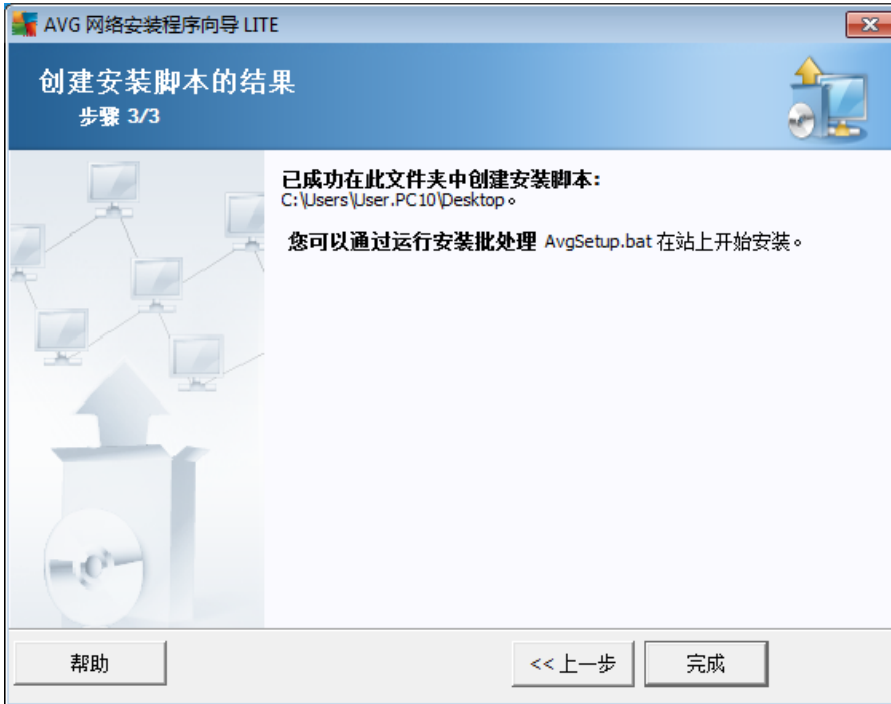 AVG 网络安装程序向导 LITE
创建安装脚本的结果
步骤 3/3
已成功在此文件夹中创建安装脚本：
C:\Users\User.PC10\Desktop。
您可以通过运行安装批处理 AvgSetup.bat 在站上开始安装。
帮助
<< 上一步
完成